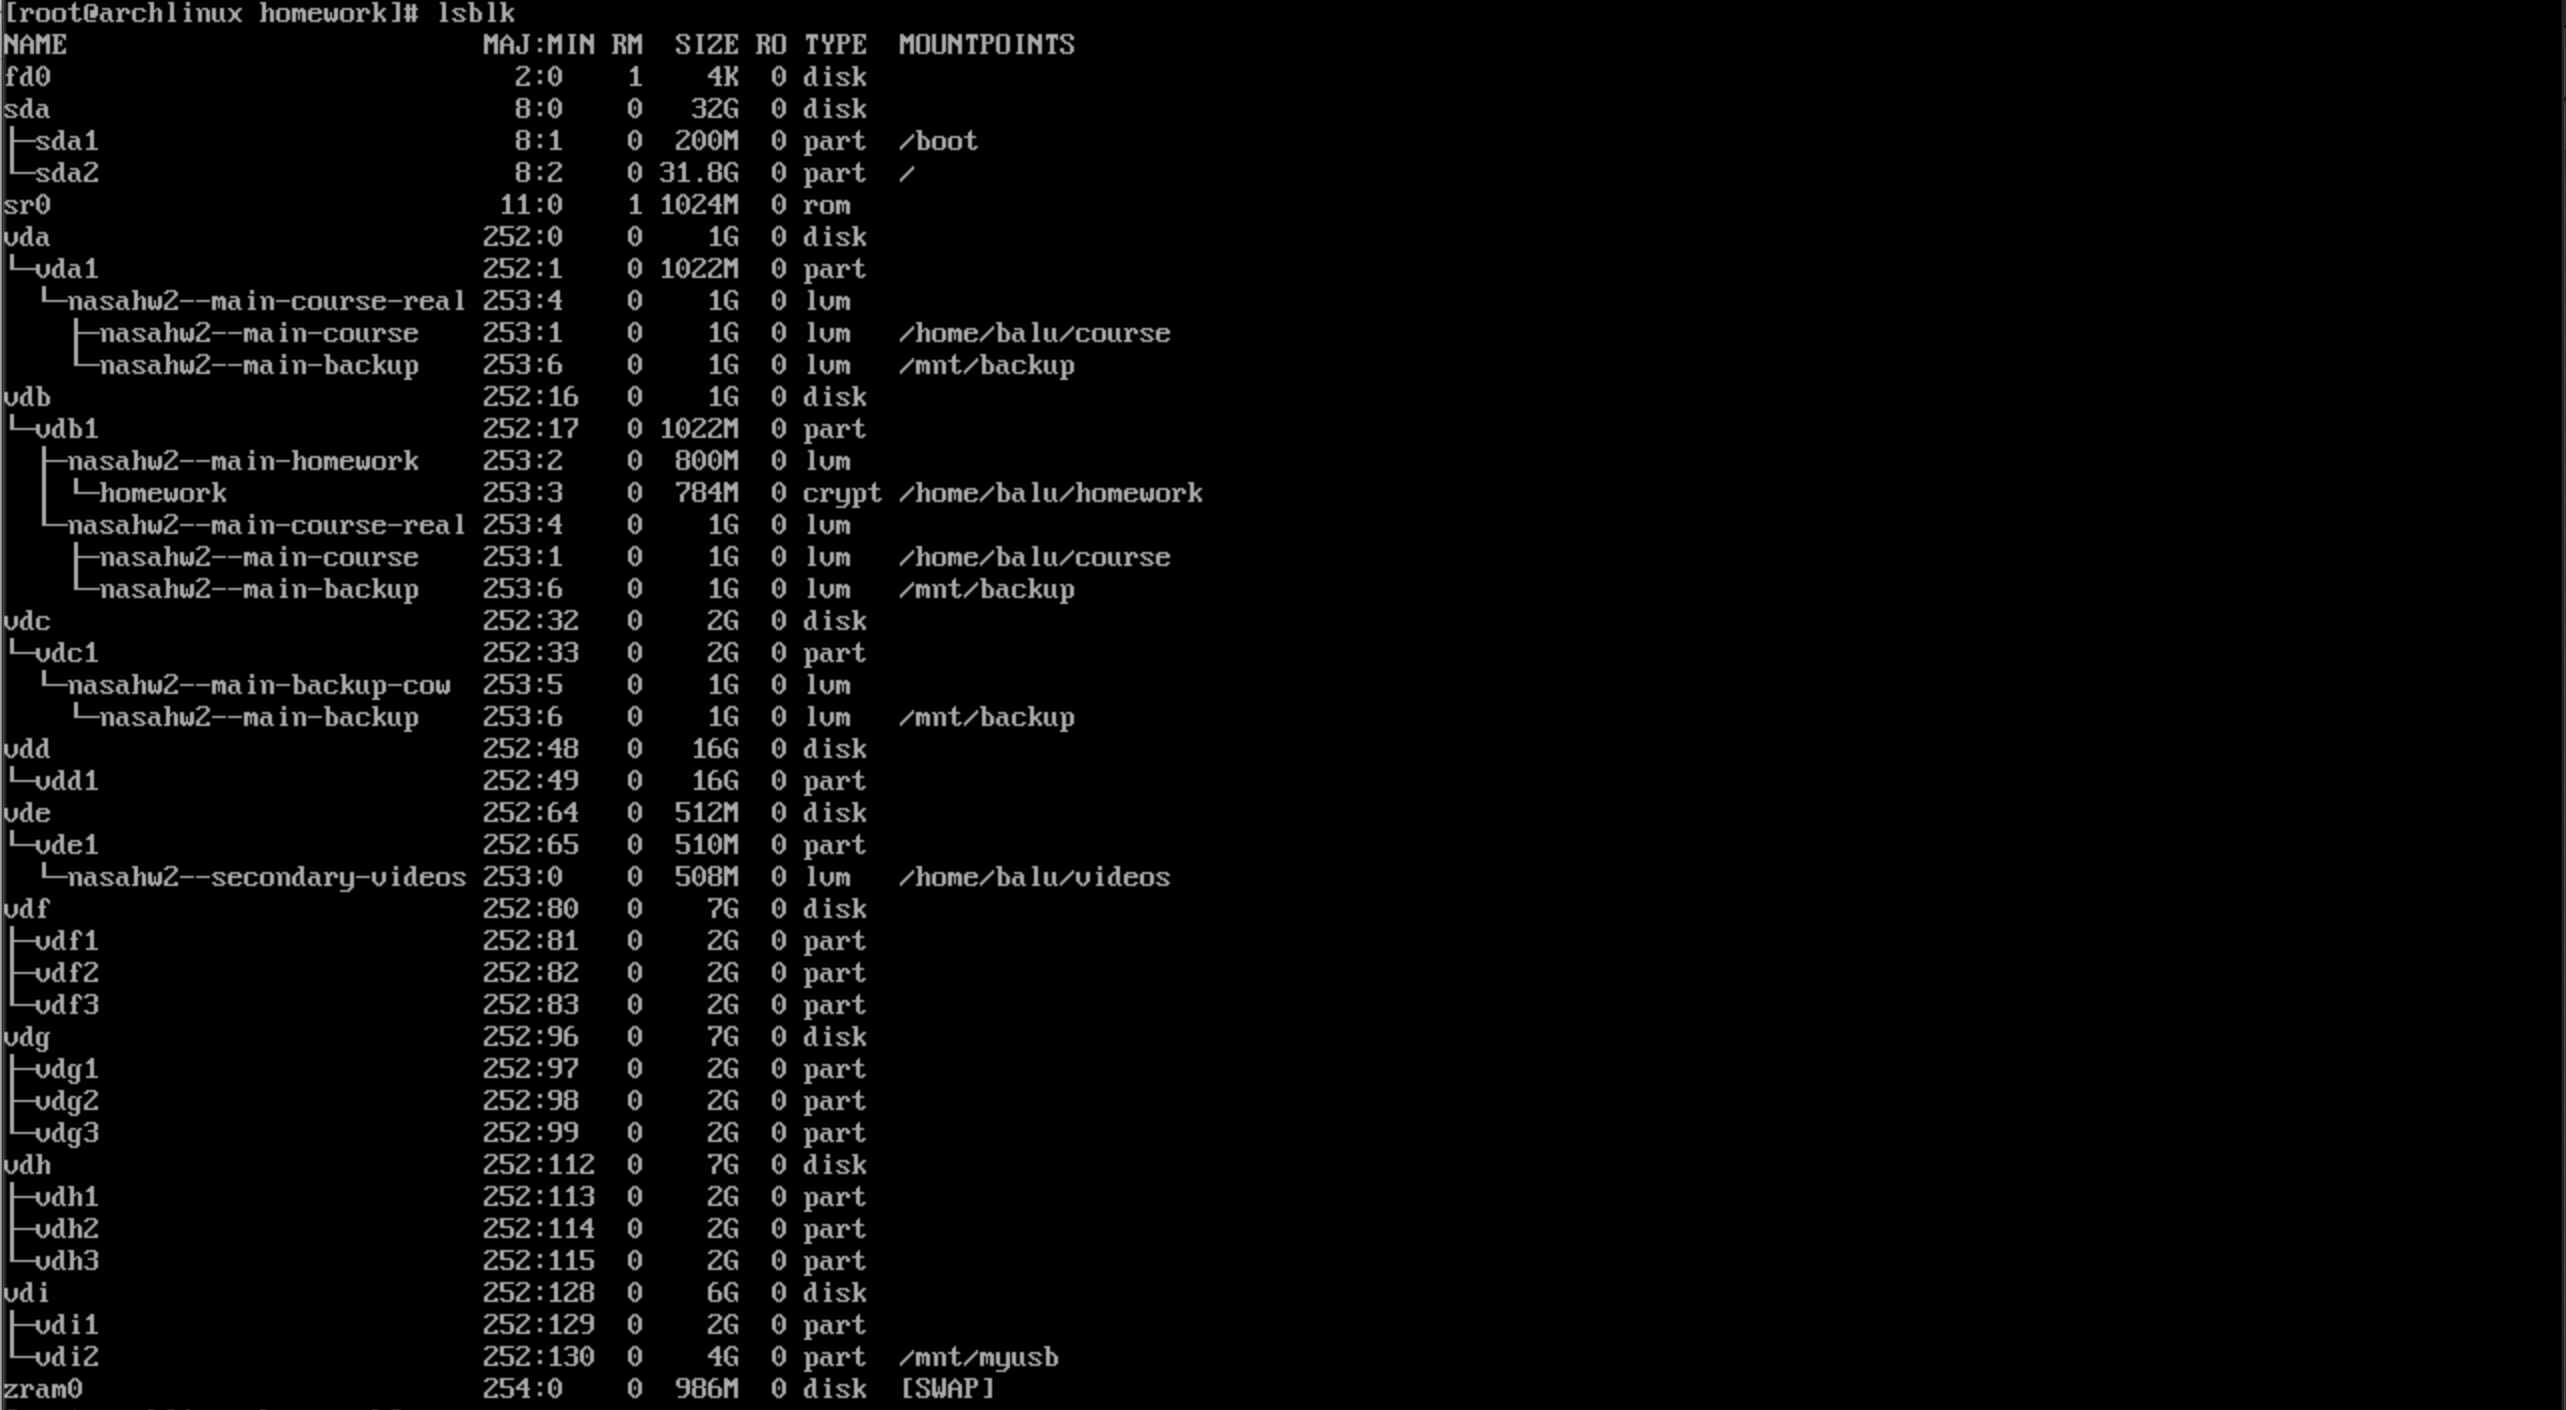 [root@archlinux homework]# lsblk
NAME                          MAJ:MIN RM  SIZE RO TYPE  MOUNTPOINTS
fd0                             2:0    1    4K  0 disk
sda                             8:0    0   32G  0 disk
├─sda1                          8:1    0  200M  0 part  /boot
└─sda2                          8:2    0 31.8G  0 part  /
sr0                            11:0    1 1024M  0 rom
vda                           252:0    0    1G  0 disk
└─vda1                        252:1    0 1022M  0 part
  └─nasahw2--main-course-real 253:4    0    1G  0 lvm
    ├─nasahw2--main-course    253:1    0    1G  0 lvm   /home/balu/course
    └─nasahw2--main-backup    253:6    0    1G  0 lvm   /mnt/backup
vdb                           252:16   0    1G  0 disk
└─vdb1                        252:17   0 1022M  0 part
  ├─nasahw2--main-homework    253:2    0  800M  0 lvm
  │ └─homework                253:3    0  784M  0 crypt /home/balu/homework
  └─nasahw2--main-course-real 253:4    0    1G  0 lvm
    ├─nasahw2--main-course    253:1    0    1G  0 lvm   /home/balu/course
    └─nasahw2--main-backup    253:6    0    1G  0 lvm   /mnt/backup
vdc                           252:32   0    2G  0 disk
└─vdc1                        252:33   0    2G  0 part
  └─nasahw2--main-backup-cow  253:5    0    1G  0 lvm
    └─nasahw2--main-backup    253:6    0    1G  0 lvm   /mnt/backup
vdd                           252:48   0   16G  0 disk
└─vdd1                        252:49   0   16G  0 part
vde                           252:64   0  512M  0 disk
└─vde1                        252:65   0  510M  0 part
  └─nasahw2--secondary-videos 253:0    0  508M  0 lvm   /home/balu/videos
vdf                           252:80   0    7G  0 disk
├─vdf1                        252:81   0    2G  0 part
├─vdf2                        252:82   0    2G  0 part
└─vdf3                        252:83   0    2G  0 part
vdg                           252:96   0    7G  0 disk
├─vdg1                        252:97   0    2G  0 part
├─vdg2                        252:98   0    2G  0 part
└─vdg3                        252:99   0    2G  0 part
vdh                           252:112  0    7G  0 disk
├─vdh1                        252:113  0    2G  0 part
├─vdh2                        252:114  0    2G  0 part
└─vdh3                        252:115  0    2G  0 part
vdi                           252:128  0    6G  0 disk
├─vdi1                        252:129  0    2G  0 part
└─vdi2                        252:130  0    4G  0 part  /mnt/myusb
zram0                         254:0    0  986M  0 disk  [SWAP]